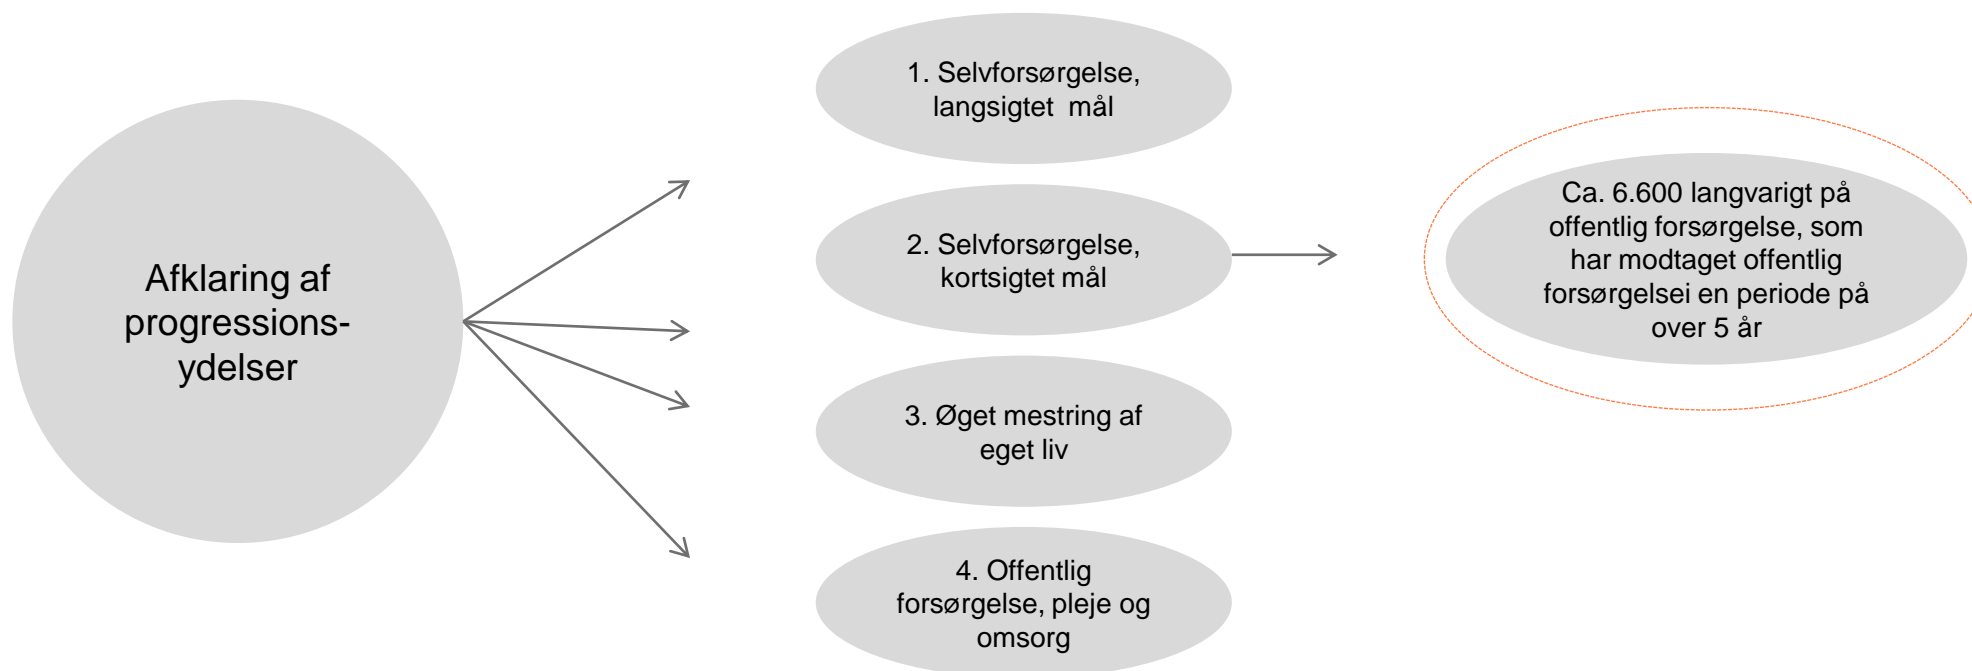 Afklaring af
progressions-
ydelser
1. Selvforsørgelse,
langsigtet mål
2. Selvforsørgelse,
kortsigtet mål
3. Øget mestring af
eget liv
4. Offentlig
forsørgelse, pleje og
omsorg
Ca. 6.600 langvarigt på
offentlig forsørgelse, som
har modtaget offentlig
forsørgelsei en periode på
over 5 år